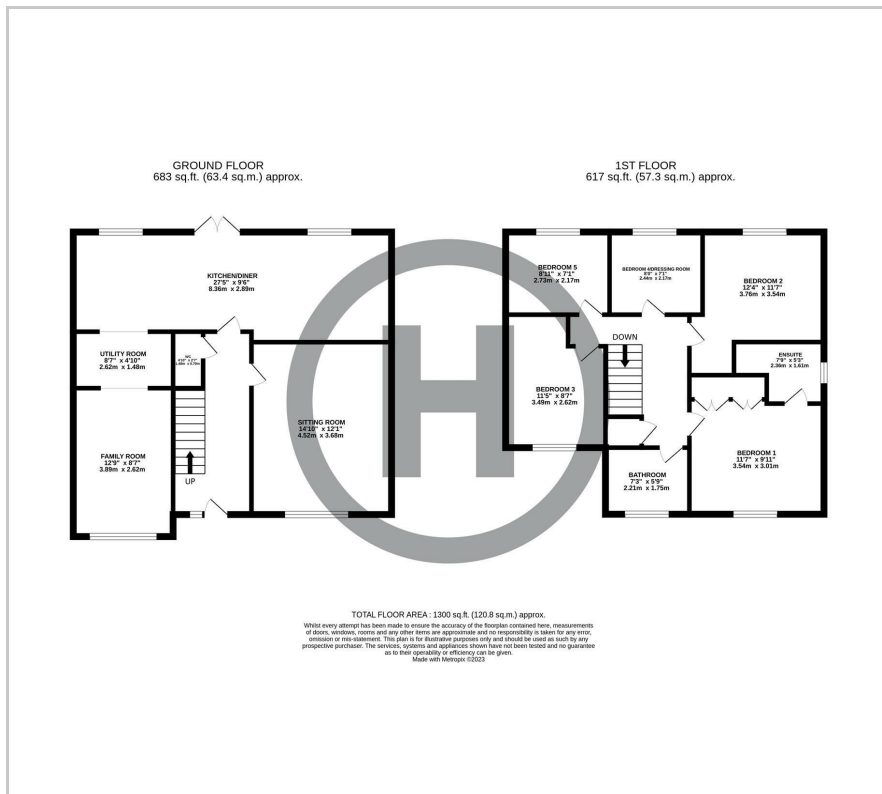 GROUND FLOOR
683 sq.ft. (63.4 sq.m.) approx.
KITCHEN/DINER
27'5" x 9'6"
8.36m x 2.89m
UTILITY ROOM
8'7" x 4'10"
2.62m x 1.48m
WC
SITTING ROOM
14'10" x 12'1"
4.52m x 3.68m
FAMILY ROOM
12'9" x 8'7"
3.89m x 2.62m
UP
1ST FLOOR
617 sq.ft. (57.3 sq.m.) approx.
BEDROOM 5
8'11" x 7'1"
2.73m x 2.17m
BEDROOM 4/DRESSING ROOM
8'0" x 7'1"
2.44m x 2.17m
BEDROOM 2
12'4" x 11'7"
3.76m x 3.54m
DOWN
ENSUITE
7'9" x 5'3"
2.36m x 1.61m
BEDROOM 3
11'5" x 8'7"
3.49m x 2.62m
BEDROOM 1
11'7" x 9'11"
3.54m x 3.01m
BATHROOM
7'3" x 5'9"
2.21m x 1.75m
H
TOTAL FLOOR AREA : 1300 sq.ft. (120.8 sq.m.) approx.
Whilst every attempt has been made to ensure the accuracy of the floorplan contained here, measurements
of doors, windows, rooms and any other items are approximate and no responsibility is taken for any error,
omission or mis-statement. This plan is for illustrative purposes only and should be used as such by any
prospective purchaser. The services, systems and appliances shown have not been tested and no guarantee
as to their operability or efficiency can be given.
Made with Metropix ©2023